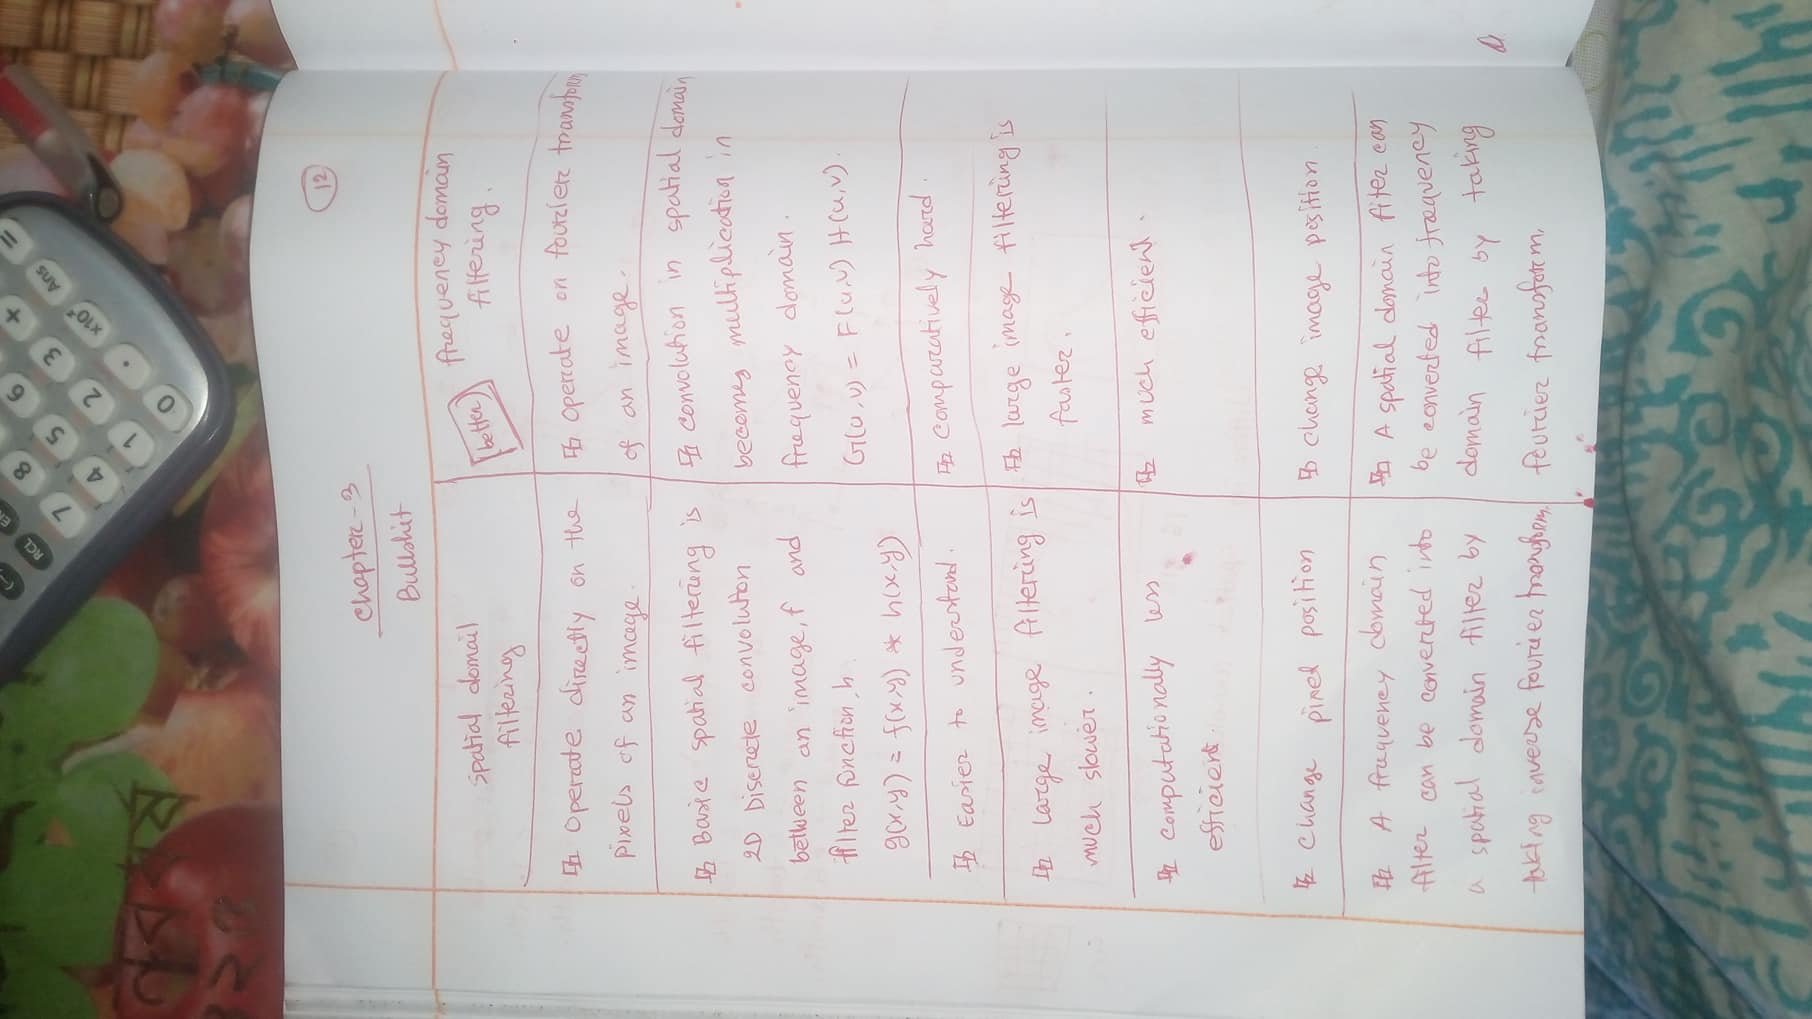 (-)
RCL
7
8
4
5
6
1
2
3
+
=
0
.
×10ˣ
Ans
নববর্ষ
12
Chapter - 3
Bullshit
spatial domail
filtering
better
frequency domain
filtering.
Operate directly on the
pixels of an image.
operate on fourier transform
of an image.
Basic spatial filtering is
2D Discrete convolution
between an image, f and
filter function, h
g(x,y) = f(x,y) * h(x,y)
convolution in spatial domain
becomes multiplication in
frequency domain.
G(u,v) = F(u,v) H(u,v).
Easier to understand.
comparatively hard.
Large image filtering is
much slower.
large image filtering is
faster.
computationally less
efficient.
much efficient.
change pixel position
change image position
A frequency domain
filter can be converted into
a spatial domain filter by
taking inverse fourier transform.
A spatial domain fiter can
be converted into frequency
domain filter by taking
fourier transform.